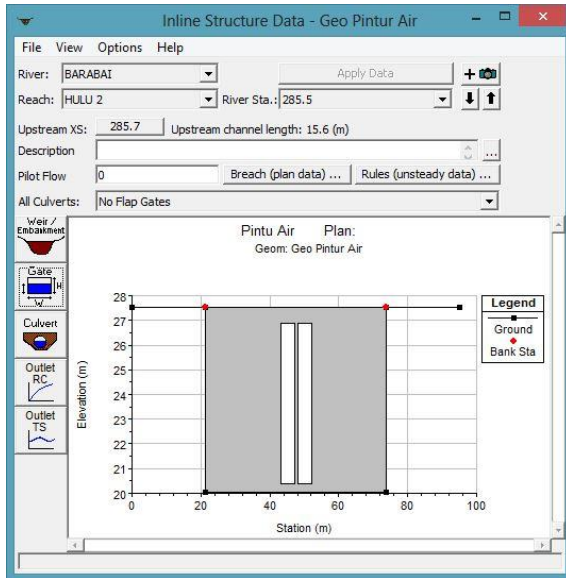 Inline Structure Data - Geo Pintur Air
File View Options Help
River: BARABAI Apply Data
Reach: HULU 2 River Sta.: 285.5
Upstream XS: 285.7 Upstream channel length: 15.6 (m)
Description ...
Pilot Flow 0 Breach (plan data) ... Rules (unsteady data) ...
All Culverts: No Flap Gates
Weir / Embankment
Gate
H
W
Culvert
Outlet RC
Outlet TS
Pintu Air Plan:
Geom: Geo Pintur Air
28
27
26
25
24
23
22
21
20
Elevation (m)
0 20 40 60 80 100
Station (m)
Legend
Ground
Bank Sta